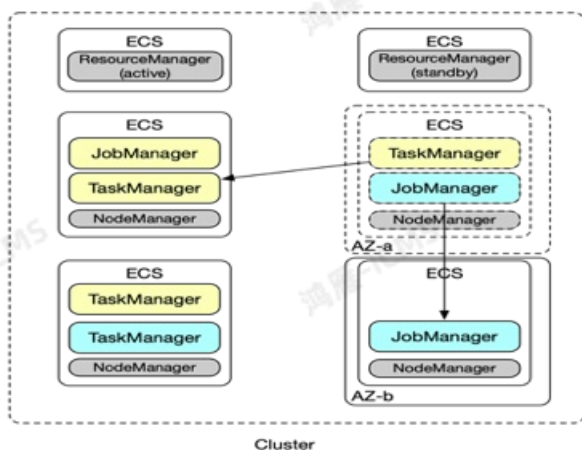 ECS
ResourceManager
(active)
ECS
ResourceManager
(standby)
ECS
JobManager
TaskManager
NodeManager
ECS
TaskManager
JobManager
NodeManager
AZ-a
ECS
TaskManager
TaskManager
NodeManager
ECS
JobManager
NodeManager
AZ-b
Cluster